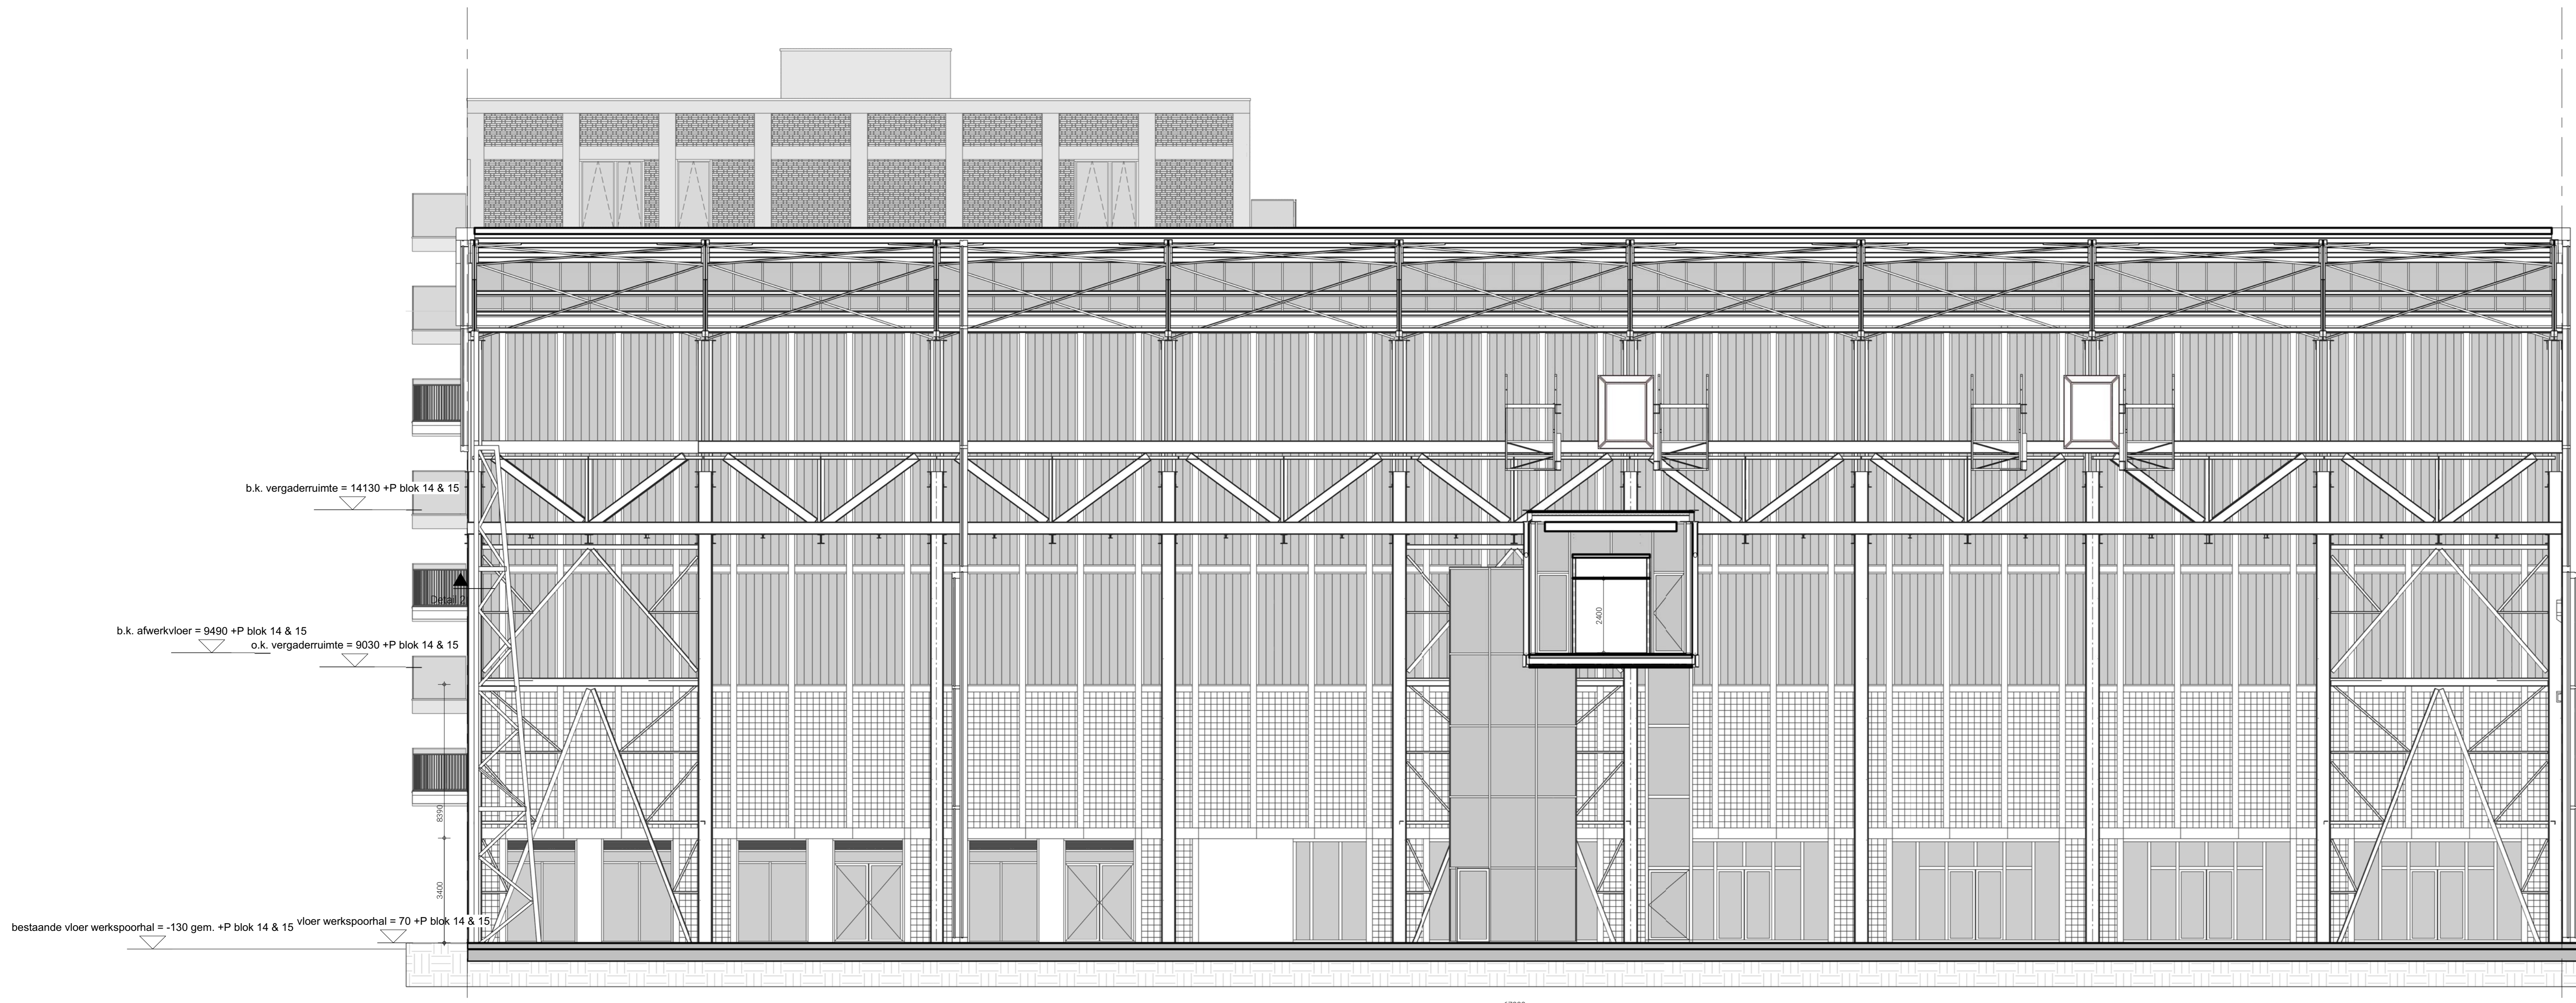 b.k. vergaderruimte = 14130 +P blok 14 & 15
2400
Detail 2
b.k. afwerkvloer = 9490 +P blok 14 & 15
o.k. vergaderruimte = 9030 +P blok 14 & 15
8390
3400
vloer werkspoorhal = 70 +P blok 14 & 15
bestaande vloer werkspoorhal = -130 gem. +P blok 14 & 15